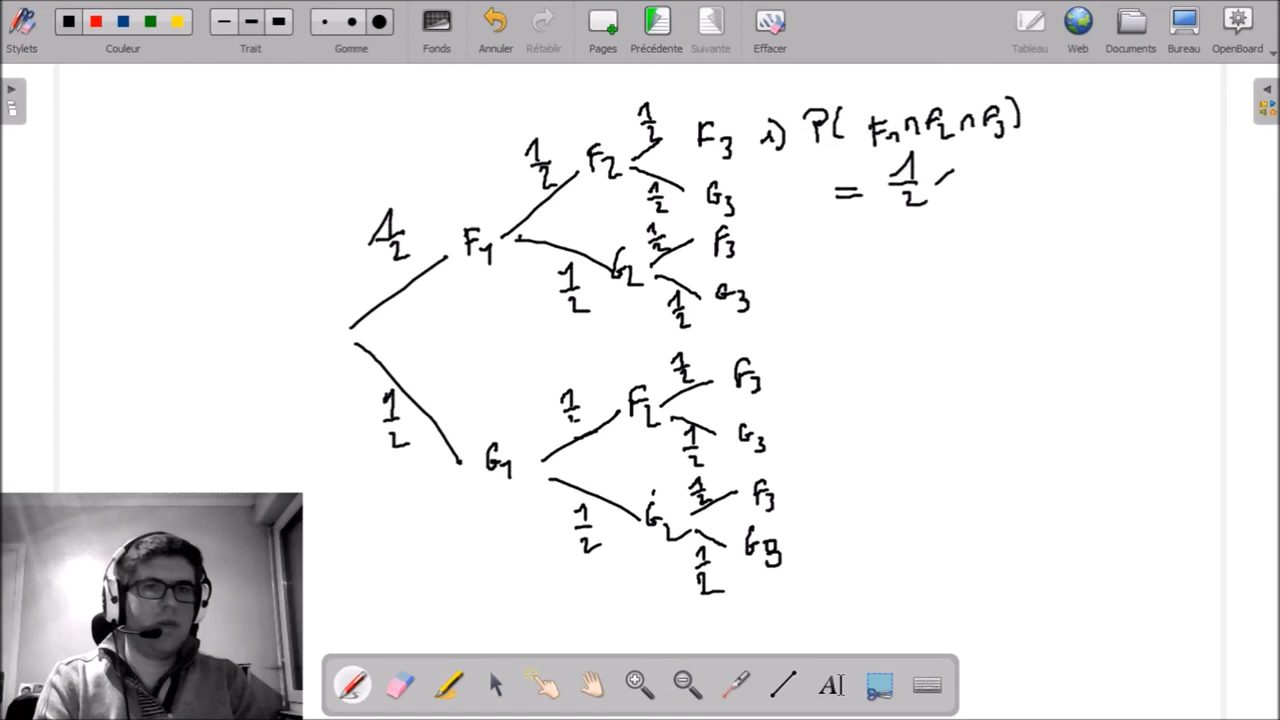 Stylets
Couleur
Trait
Gomme
Fonds
Annuler
Rétablir
Pages
Précédente
Suivante
Effacer
Tableau
Web
Documents
Bureau
OpenBoard
1/2 F1
1/2 F2
1/2 F3 1) P( F1 ∩ F2 ∩ F3 )
= 1/2
1/2 G3
1/2 G2
1/2 F3
1/2 G3
1/2 G1
1/2 F2
1/2 F3
1/2 G3
1/2 G2
1/2 F3
1/2 G3
AI